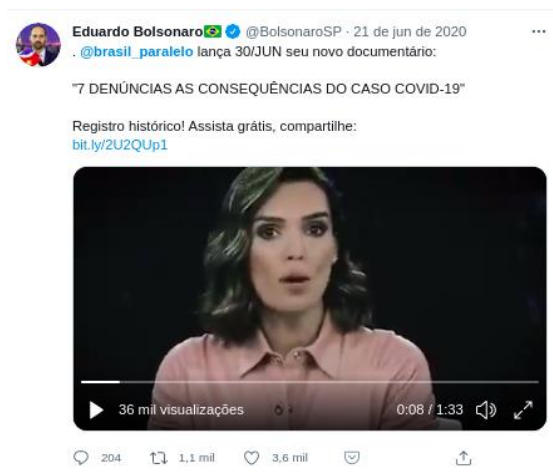 Eduardo Bolsonaro🇧🇷 @BolsonaroSP · 21 de jun de 2020
. @brasil_paralelo lança 30/JUN seu novo documentário:
"7 DENÚNCIAS AS CONSEQUÊNCIAS DO CASO COVID-19"
Registro histórico! Assista grátis, compartilhe:
bit.ly/2U2QUp1
36 mil visualizações 0:08 / 1:33
204 1,1 mil 3,6 mil